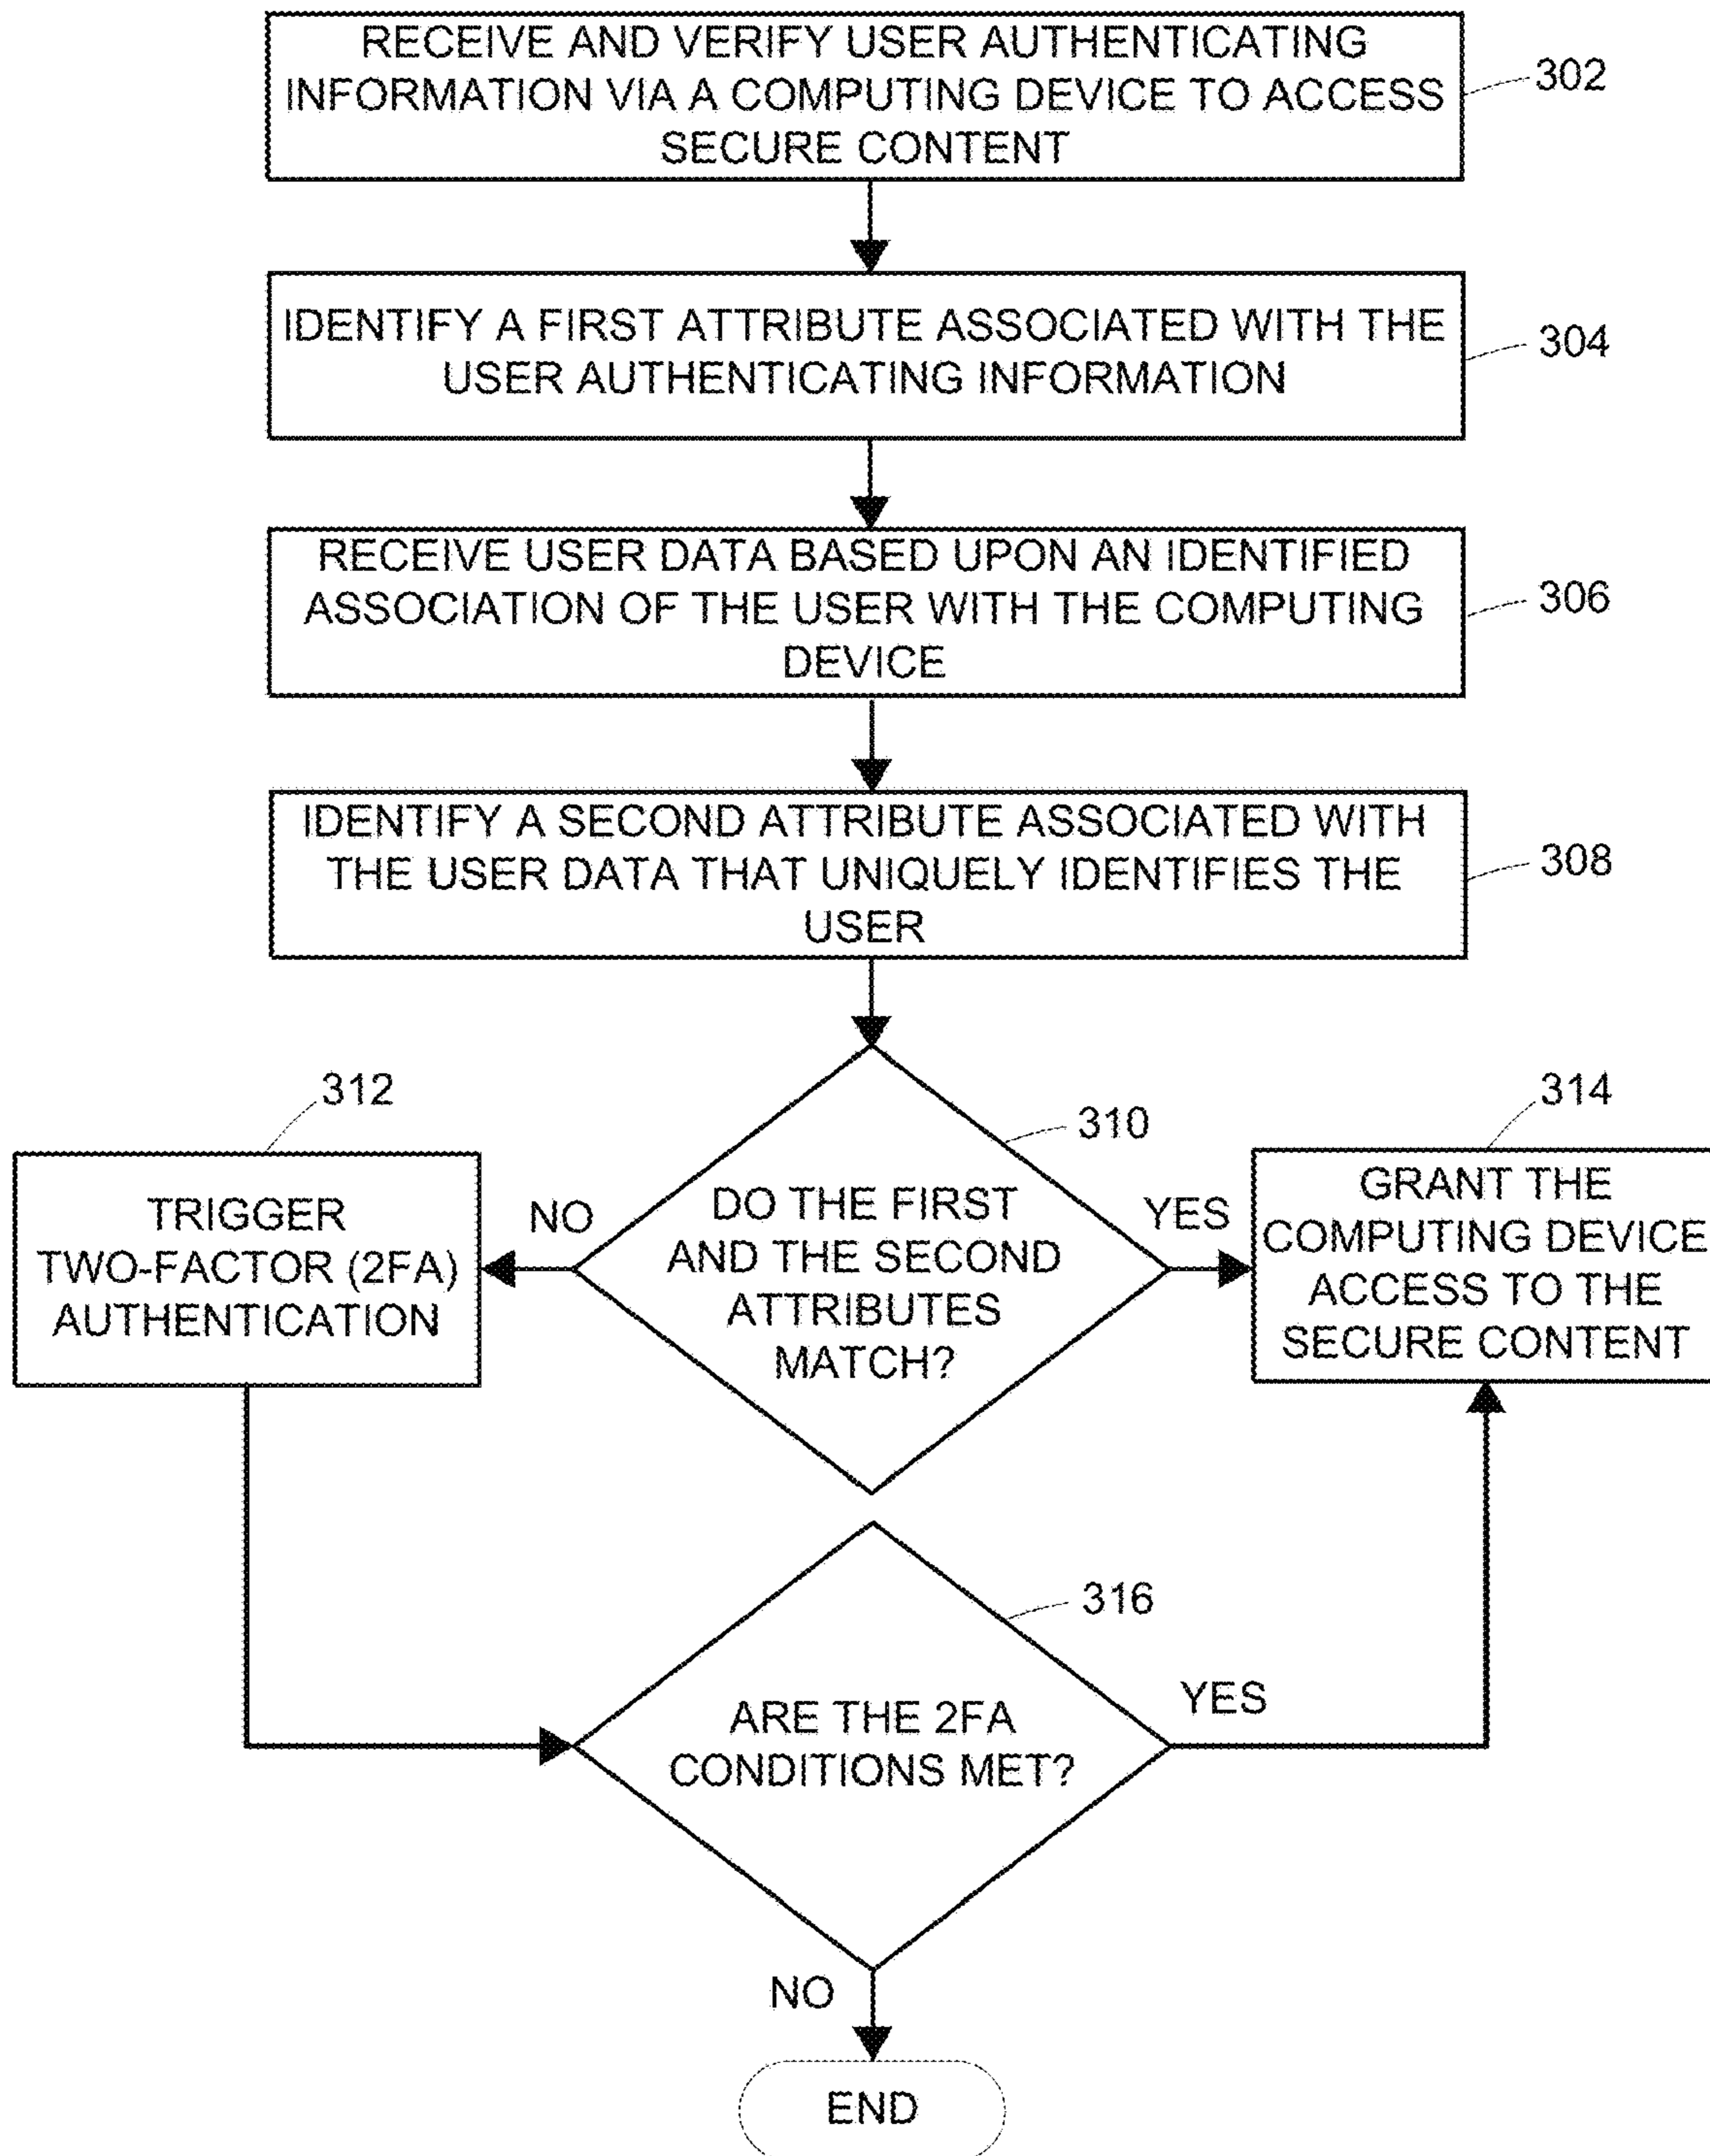 RECEIVE AND VERIFY USER AUTHENTICATING
INFORMATION VIA A COMPUTING DEVICE TO ACCESS
SECURE CONTENT
302
IDENTIFY A FIRST ATTRIBUTE ASSOCIATED WITH THE
USER AUTHENTICATING INFORMATION
304
RECEIVE USER DATA BASED UPON AN IDENTIFIED
ASSOCIATION OF THE USER WITH THE COMPUTING
DEVICE
306
IDENTIFY A SECOND ATTRIBUTE ASSOCIATED WITH
THE USER DATA THAT UNIQUELY IDENTIFIES THE
USER
308
312
TRIGGER
TWO-FACTOR (2FA)
AUTHENTICATION
NO
310
DO THE FIRST
AND THE SECOND
ATTRIBUTES
MATCH?
YES
314
GRANT THE
COMPUTING DEVICE
ACCESS TO THE
SECURE CONTENT
316
ARE THE 2FA
CONDITIONS MET?
YES
NO
END